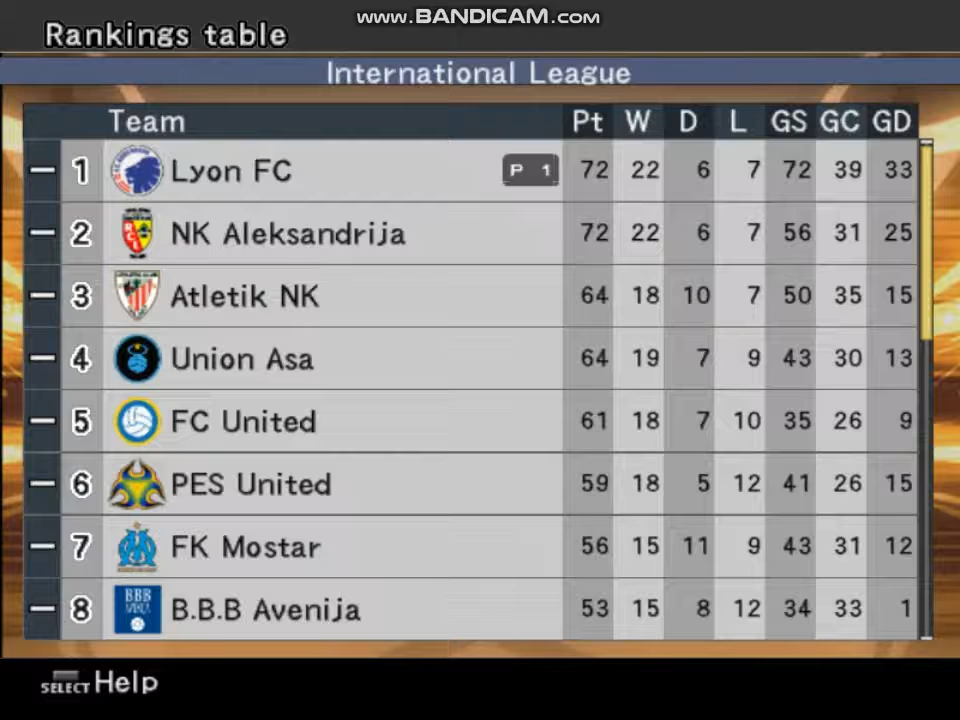 www.BANDICAM.com
Rankings table
International League
Team Pt W D L GS GC GD
1 Lyon FC P 1 72 22 6 7 72 39 33
2 NK Aleksandrija 72 22 6 7 56 31 25
3 Atletik NK 64 18 10 7 50 35 15
4 Union Asa 64 19 7 9 43 30 13
5 FC United 61 18 7 10 35 26 9
6 PES United 59 18 5 12 41 26 15
7 FK Mostar 56 15 11 9 43 31 12
8 BBB B.B.B Avenija 53 15 8 12 34 33 1
SELECT Help